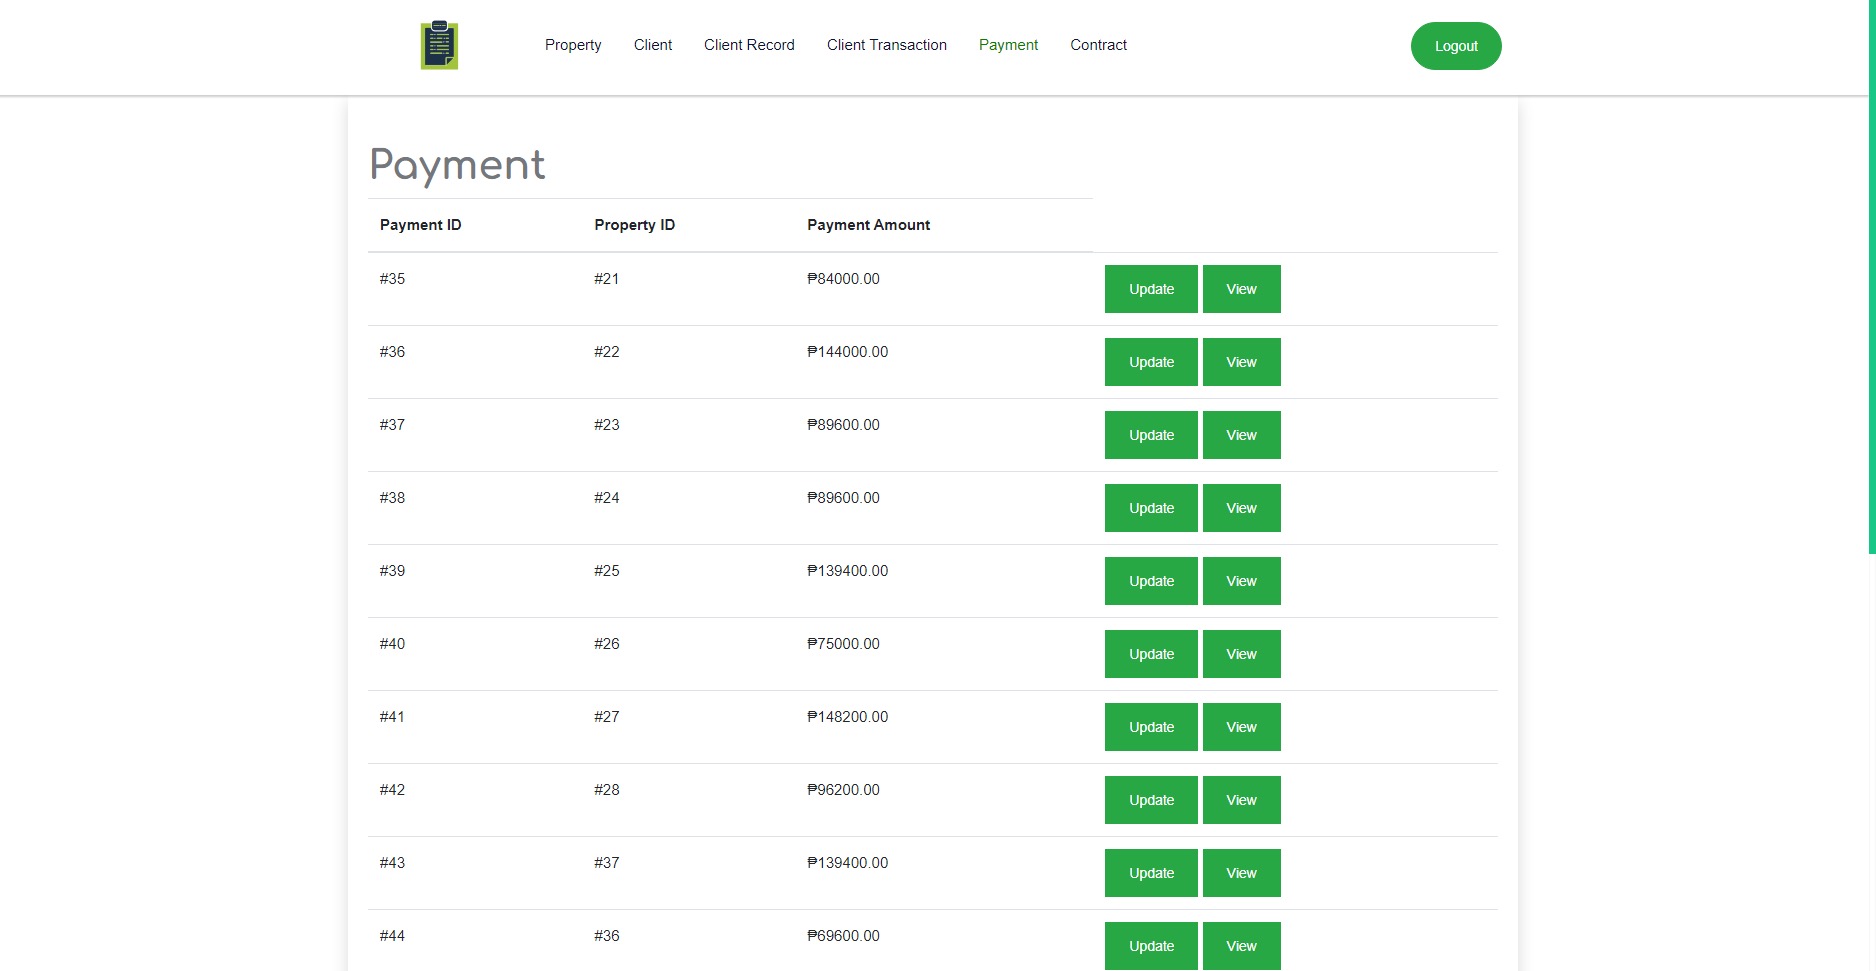 Property Client Client Record Client Transaction Payment Contract Logout
Payment
Payment ID Property ID Payment Amount
#35 #21 ₱84000.00 Update View
#36 #22 ₱144000.00 Update View
#37 #23 ₱89600.00 Update View
#38 #24 ₱89600.00 Update View
#39 #25 ₱139400.00 Update View
#40 #26 ₱75000.00 Update View
#41 #27 ₱148200.00 Update View
#42 #28 ₱96200.00 Update View
#43 #37 ₱139400.00 Update View
#44 #36 ₱69600.00 Update View